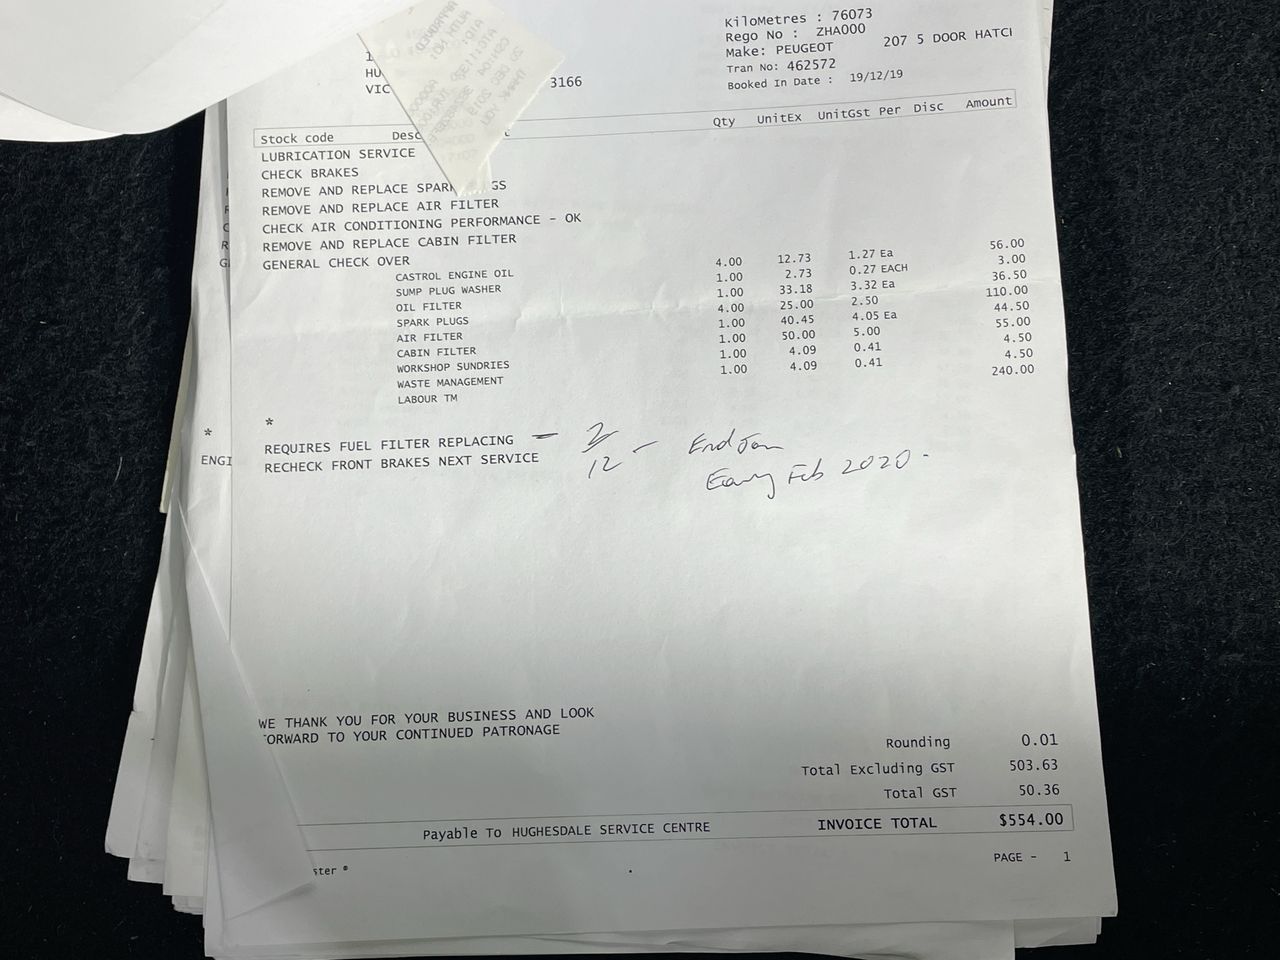 KiloMetres : 76073
Rego No : ZHA000
Make: PEUGEOT 207 5 DOOR HATCI
Tran No: 462572
HU
VIC 3166
Booked In Date : 19/12/19
Stock code Desc Qty UnitEx UnitGst Per Disc Amount
LUBRICATION SERVICE
CHECK BRAKES
REMOVE AND REPLACE SPARK GS
REMOVE AND REPLACE AIR FILTER
CHECK AIR CONDITIONING PERFORMANCE - OK
REMOVE AND REPLACE CABIN FILTER
GENERAL CHECK OVER
CASTROL ENGINE OIL 4.00 12.73 1.27 Ea 56.00
SUMP PLUG WASHER 1.00 2.73 0.27 EACH 3.00
OIL FILTER 1.00 33.18 3.32 Ea 36.50
SPARK PLUGS 4.00 25.00 2.50 110.00
AIR FILTER 1.00 40.45 4.05 Ea 44.50
CABIN FILTER 1.00 50.00 5.00 55.00
WORKSHOP SUNDRIES 1.00 4.09 0.41 4.50
WASTE MANAGEMENT 1.00 4.09 0.41 4.50
LABOUR TM 240.00
* *
REQUIRES FUEL FILTER REPLACING - 2/12 - End Jan
ENGI RECHECK FRONT BRAKES NEXT SERVICE Early Feb 2020.
WE THANK YOU FOR YOUR BUSINESS AND LOOK
ORWARD TO YOUR CONTINUED PATRONAGE
Rounding 0.01
Total Excluding GST 503.63
Total GST 50.36
Payable To HUGHESDALE SERVICE CENTRE INVOICE TOTAL $554.00
ster ®
PAGE - 1